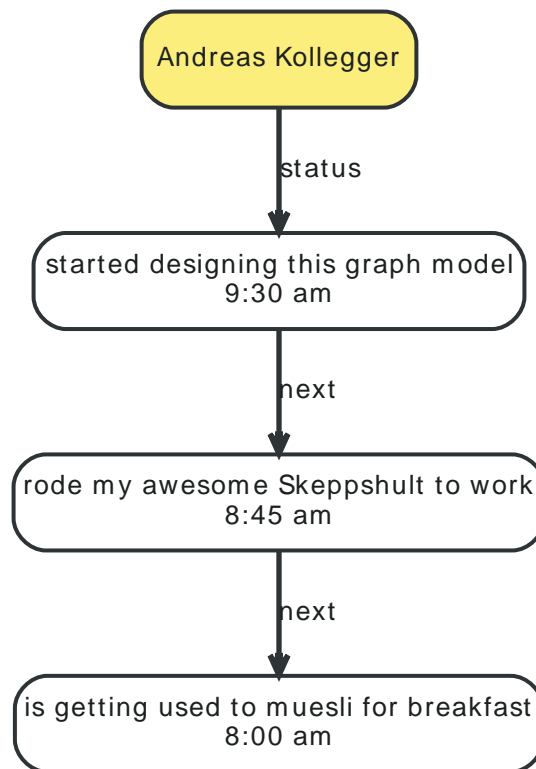 Andreas Kollegger
status
started designing this graph model
9:30 am
next
rode my awesome Skeppshult to work
8:45 am
next
is getting used to muesli for breakfast
8:00 am